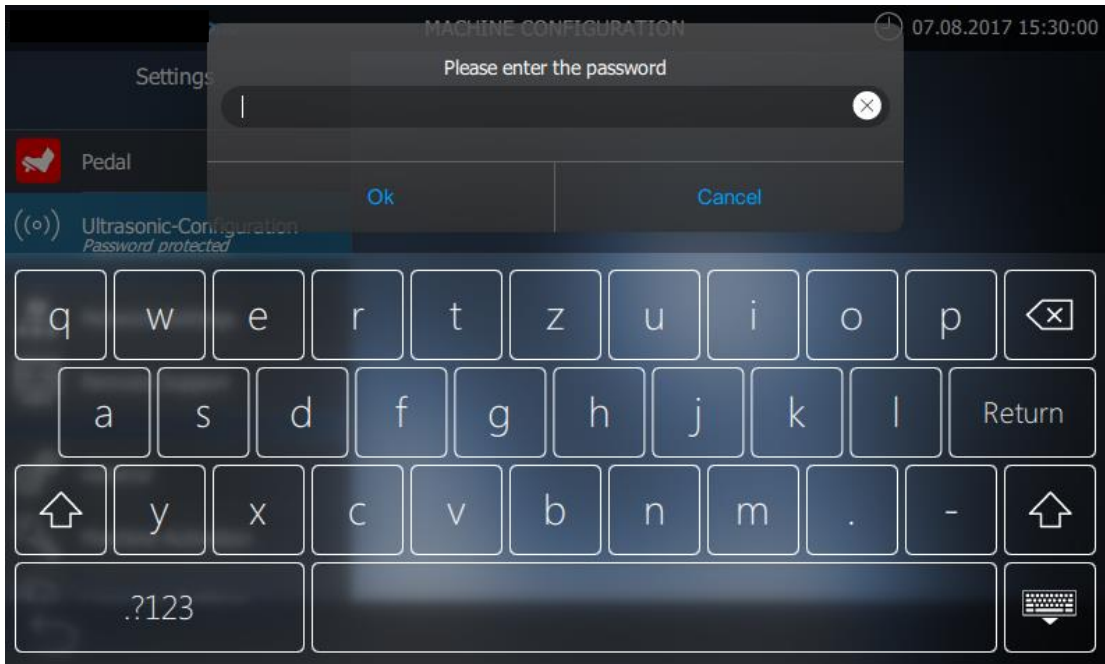 MACHINE CONFIGURATION
07.08.2017 15:30:00
Settings
Please enter the password
Pedal
Ok
Cancel
Ultrasonic-Configuration
Password protected
q w e r t z u i o p
a s d f g h j k l Return
y x c v b n m . -
.?123